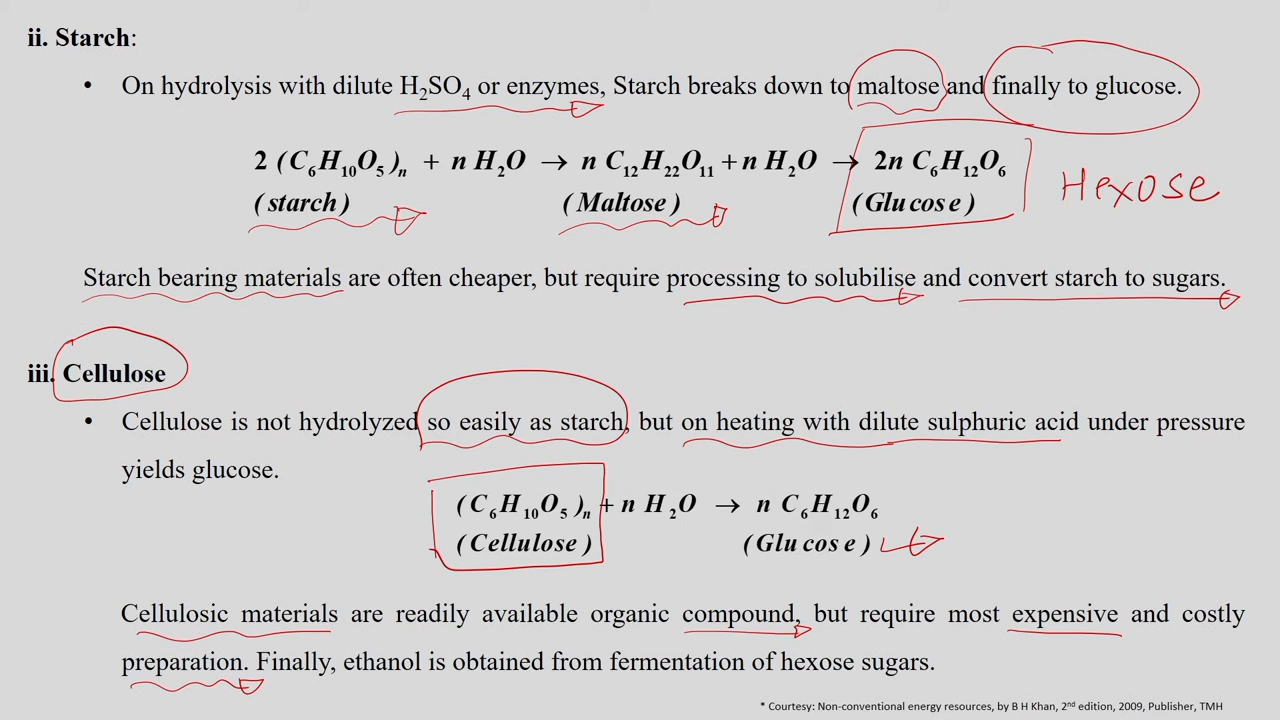 ii. Starch:
• On hydrolysis with dilute H₂SO₄ or enzymes, Starch breaks down to maltose and finally to glucose.
2 (C₆H₁₀O₅)ₙ + n H₂O → n C₁₂H₂₂O₁₁ + n H₂O → 2n C₆H₁₂O₆
(starch) (Maltose) (Glucose)
Hexose
Starch bearing materials are often cheaper, but require processing to solubilise and convert starch to sugars.
iii. Cellulose
• Cellulose is not hydrolyzed so easily as starch, but on heating with dilute sulphuric acid under pressure
yields glucose.
(C₆H₁₀O₅)ₙ + n H₂O → n C₆H₁₂O₆
(Cellulose) (Glucose)
Cellulosic materials are readily available organic compound, but require most expensive and costly
preparation. Finally, ethanol is obtained from fermentation of hexose sugars.
* Courtesy: Non-conventional energy resources, by B H Khan, 2nd edition, 2009, Publisher, TMH